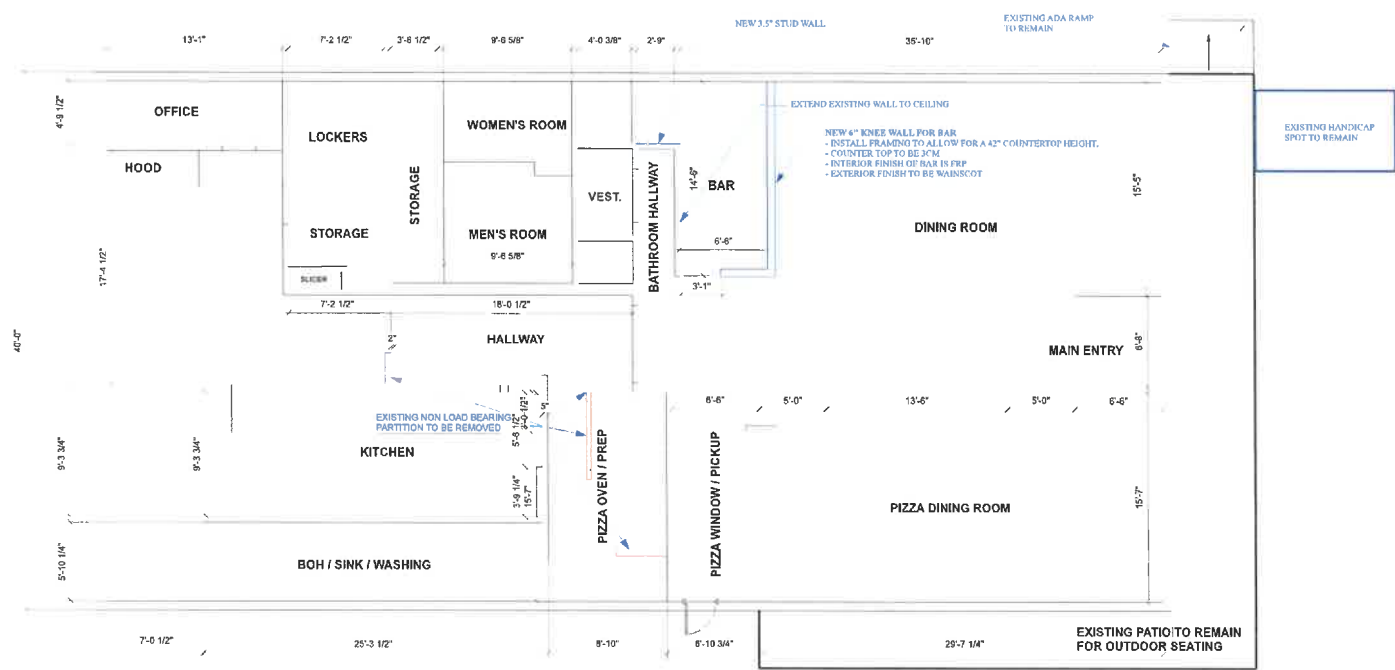 NEW 3.5" STUD WALL
EXISTING ADA RAMP
TO REMAIN
13'-1"
7'-2 1/2"
3'-8 1/2"
9'-6 5/8"
4'-0 3/8"
2'-9"
35'-10"
4'-9 1/2"
OFFICE
HOOD
LOCKERS
STORAGE
STORAGE
SLICER
WOMEN'S ROOM
MEN'S ROOM
9'-6 5/8"
VEST.
BATHROOM HALLWAY
14'-6"
BAR
6'-6"
3'-1"
EXTEND EXISTING WALL TO CEILING
NEW 6" KNEE WALL FOR BAR
- INSTALL FRAMING TO ALLOW FOR A 42" COUNTERTOP HEIGHT.
- COUNTER TOP TO BE 3CM
- INTERIOR FINISH OF BAR IS FRP
- EXTERIOR FINISH TO BE WAINSCOT
EXISTING HANDICAP
SPOT TO REMAIN
15'-5"
DINING ROOM
17'-4 1/2"
40'-0"
7'-2 1/2"
18'-0 1/2"
2"
HALLWAY
MAIN ENTRY
6'-8"
6'-6"
5'-0"
13'-6"
5'-0"
6'-6"
EXISTING NON LOAD BEARING
PARTITION TO BE REMOVED
5'-8 1/2"
3'-0 1/2"
5"
9'-3 3/4"
9'-3 3/4"
KITCHEN
3'-9 1/4"
15'-7"
PIZZA OVEN / PREP
PIZZA WINDOW / PICKUP
PIZZA DINING ROOM
15'-7"
5'-10 1/4"
BOH / SINK / WASHING
7'-0 1/2"
25'-3 1/2"
8'-10"
6'-10 3/4"
29'-7 1/4"
EXISTING PATIO TO REMAIN
FOR OUTDOOR SEATING